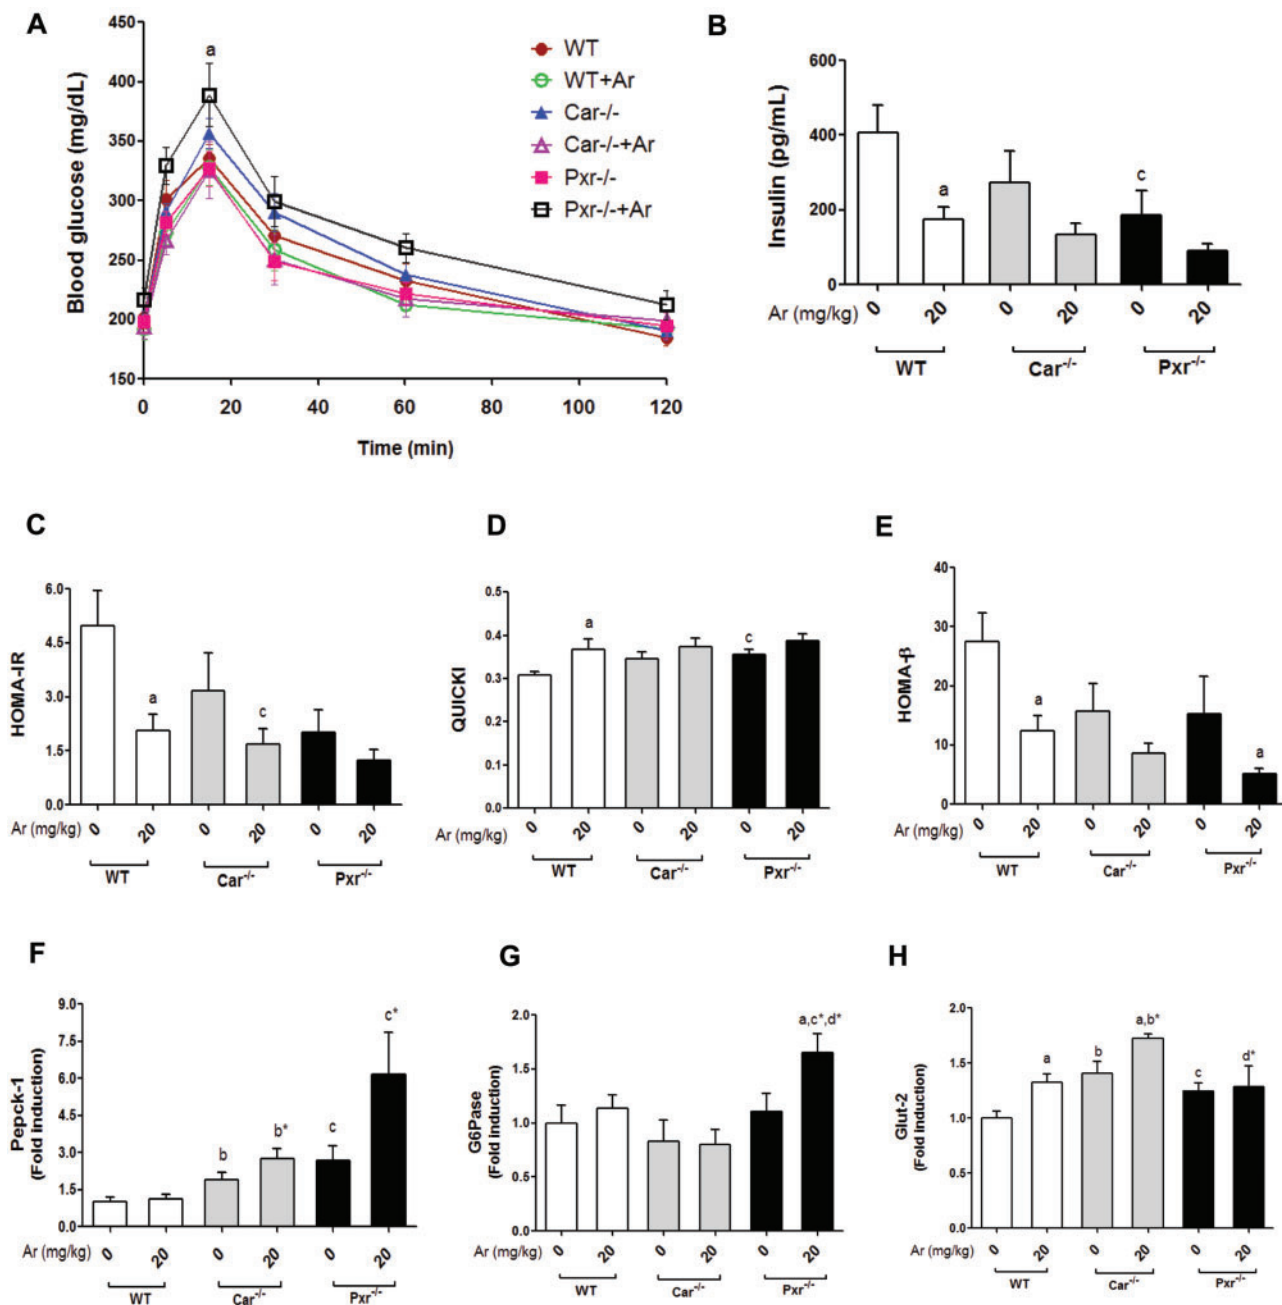 A
Blood glucose (mg/dL)
450
400
350
300
250
200
150
a
WT
WT+Ar
Car-/-
Car-/-+Ar
Pxr-/-
Pxr-/-+Ar
0 20 40 60 80 100 120
Time (min)
B
Insulin (pg/mL)
600
400
200
0
a
c
Ar (mg/kg) 0 20 0 20 0 20
WT Car-/- Pxr-/-
C
HOMA-IR
6.0
4.5
3.0
1.5
0.0
a
c
Ar (mg/kg) 0 20 0 20 0 20
WT Car-/- Pxr-/-
D
QUICKI
0.5
0.4
0.3
0.2
0.1
0.0
a
c
Ar (mg/kg) 0 20 0 20 0 20
WT Car-/- Pxr-/-
E
HOMA-β
40
30
20
10
0
a
a
Ar (mg/kg) 0 20 0 20 0 20
WT Car-/- Pxr-/-
F
Pepck-1
(Fold induction)
9.0
7.5
6.0
4.5
3.0
1.5
0.0
b
b*
c
c*
Ar (mg/kg) 0 20 0 20 0 20
WT Car-/- Pxr-/-
G
G6Pase
(Fold induction)
2.0
1.5
1.0
0.5
0.0
a,c*,d*
Ar (mg/kg) 0 20 0 20 0 20
WT Car-/- Pxr-/-
H
Glut-2
(Fold induction)
2.0
1.5
1.0
0.5
0.0
a
b
a,b*
c
d*
Ar (mg/kg) 0 20 0 20 0 20
WT Car-/- Pxr-/-